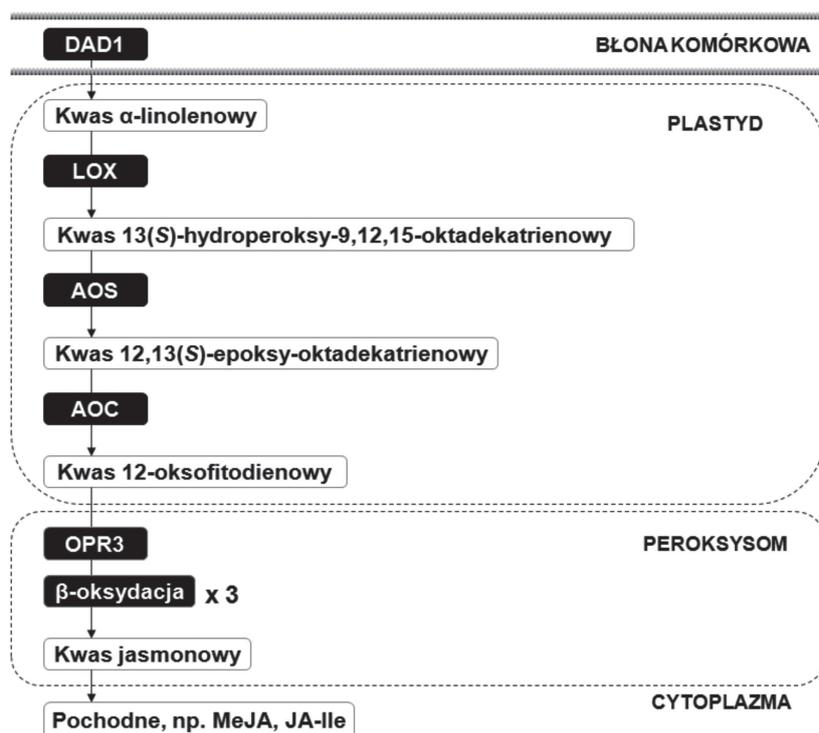 DAD1
BŁONA KOMÓRKOWA
Kwas α-linolenowy
PLASTYD
LOX
Kwas 13(S)-hydroperoksy-9,12,15-oktadekatrienowy
AOS
Kwas 12,13(S)-epoksy-oktadekatrienowy
AOC
Kwas 12-oksofitodienowy
OPR3
PEROKSYSOM
β-oksydacja x 3
Kwas jasmonowy
CYTOPLAZMA
Pochodne, np. MeJA, JA-Ile